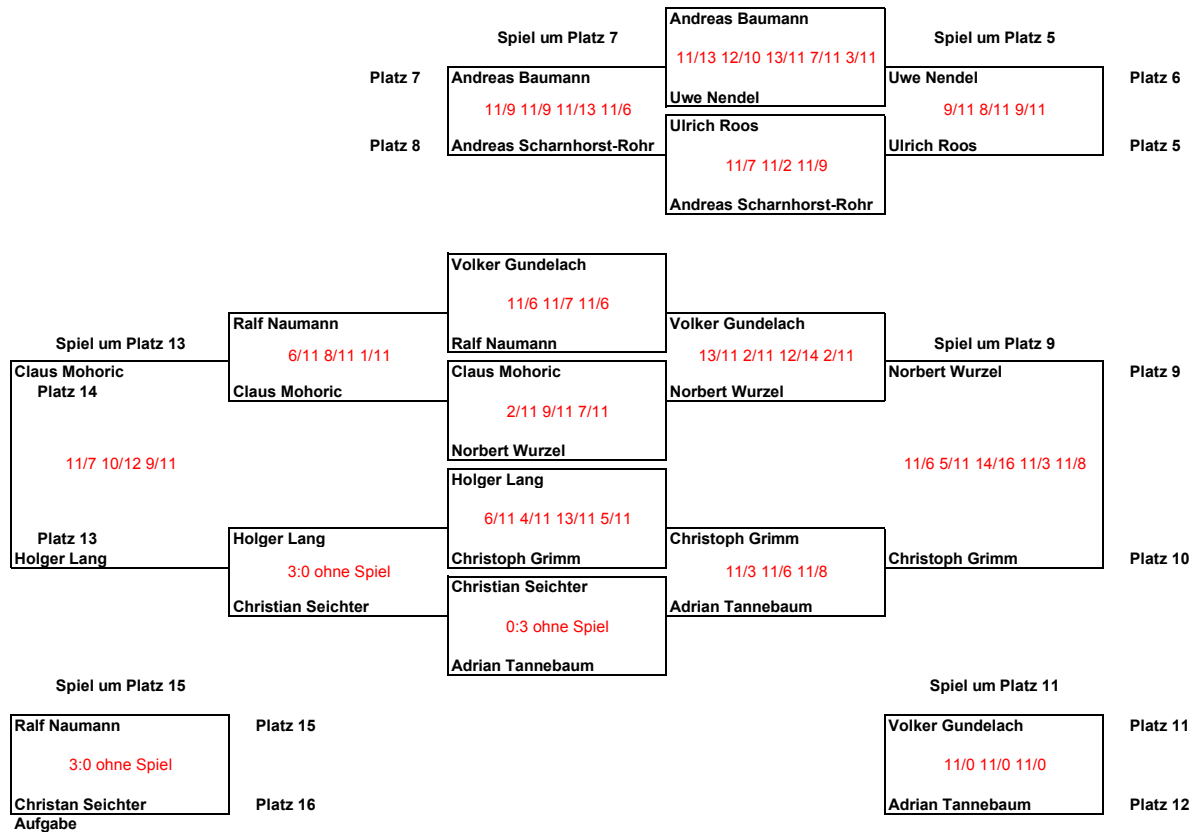 Andreas Baumann
Spiel um Platz 7
Spiel um Platz 5
11/13 12/10 13/11 7/11 3/11
Platz 7
Andreas Baumann
Uwe Nendel
Platz 6
Uwe Nendel
11/9 11/9 11/13 11/6
9/11 8/11 9/11
Ulrich Roos
Platz 8
Andreas Scharnhorst-Rohr
Ulrich Roos
Platz 5
11/7 11/2 11/9
Andreas Scharnhorst-Rohr
Volker Gundelach
11/6 11/7 11/6
Ralf Naumann
Volker Gundelach
Spiel um Platz 13
Ralf Naumann
Spiel um Platz 9
6/11 8/11 1/11
13/11 2/11 12/14 2/11
Claus Mohoric
Claus Mohoric
Norbert Wurzel
Platz 9
Platz 14
Claus Mohoric
Norbert Wurzel
2/11 9/11 7/11
Norbert Wurzel
11/7 10/12 9/11
11/6 5/11 14/16 11/3 11/8
Holger Lang
6/11 4/11 13/11 5/11
Platz 13
Holger Lang
Christoph Grimm
Holger Lang
Christoph Grimm
Christoph Grimm
Platz 10
3:0 ohne Spiel
11/3 11/6 11/8
Christian Seichter
Christian Seichter
Adrian Tannebaum
0:3 ohne Spiel
Adrian Tannebaum
Spiel um Platz 15
Spiel um Platz 11
Ralf Naumann
Platz 15
Volker Gundelach
Platz 11
3:0 ohne Spiel
11/0 11/0 11/0
Christan Seichter
Platz 16
Adrian Tannebaum
Platz 12
Aufgabe